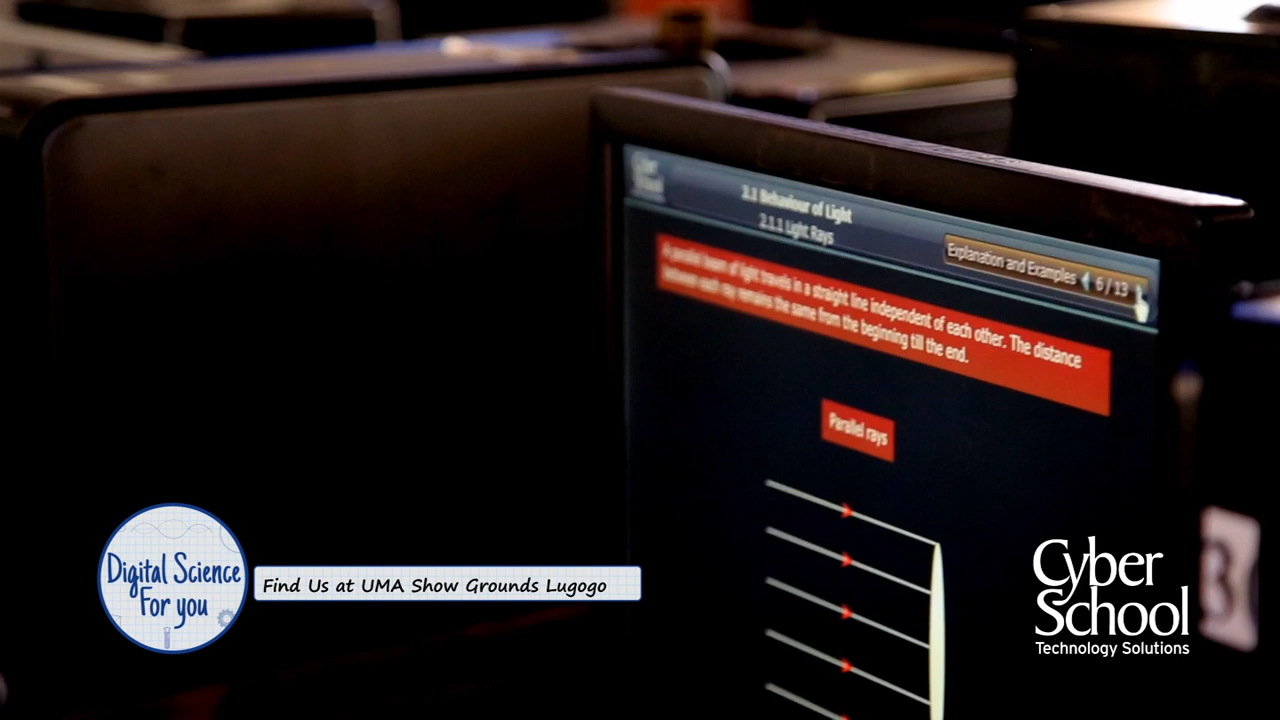 Cyber
School
2.1 Behaviour of Light
2.1.1 Light Rays
Explanation and Examples 6 / 13
A parallel beam of light travels in a straight line independent of each other. The distance
between each ray remains the same from the beginning till the end.
Parallel rays
Digital Science
For you
Find Us at UMA Show Grounds Lugogo
Cyber
School
Technology Solutions
B